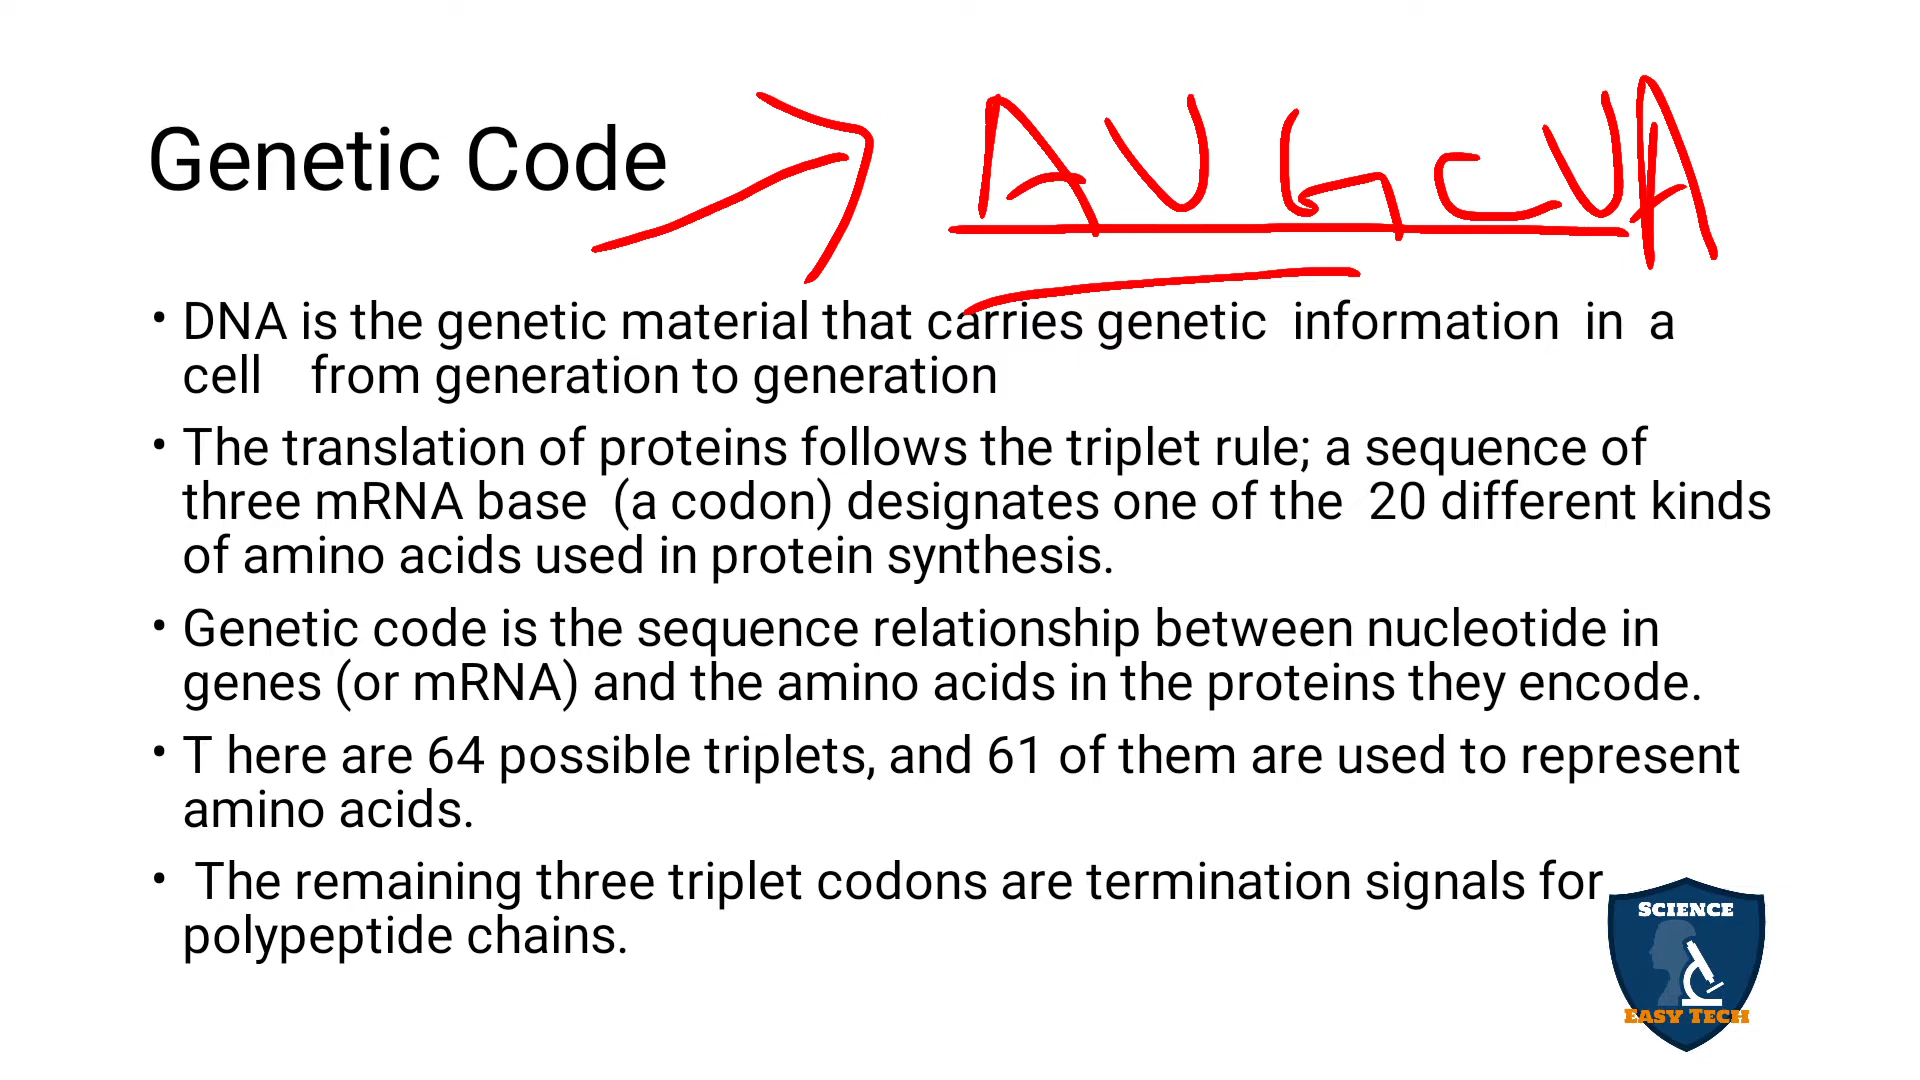 Genetic Code
AUGCUA
• DNA is the genetic material that carries genetic information in a
cell from generation to generation
• The translation of proteins follows the triplet rule; a sequence of
three mRNA base (a codon) designates one of the 20 different kinds
of amino acids used in protein synthesis.
• Genetic code is the sequence relationship between nucleotide in
genes (or mRNA) and the amino acids in the proteins they encode.
• T here are 64 possible triplets, and 61 of them are used to represent
amino acids.
• The remaining three triplet codons are termination signals for
polypeptide chains.
SCIENCE
EASY TECH